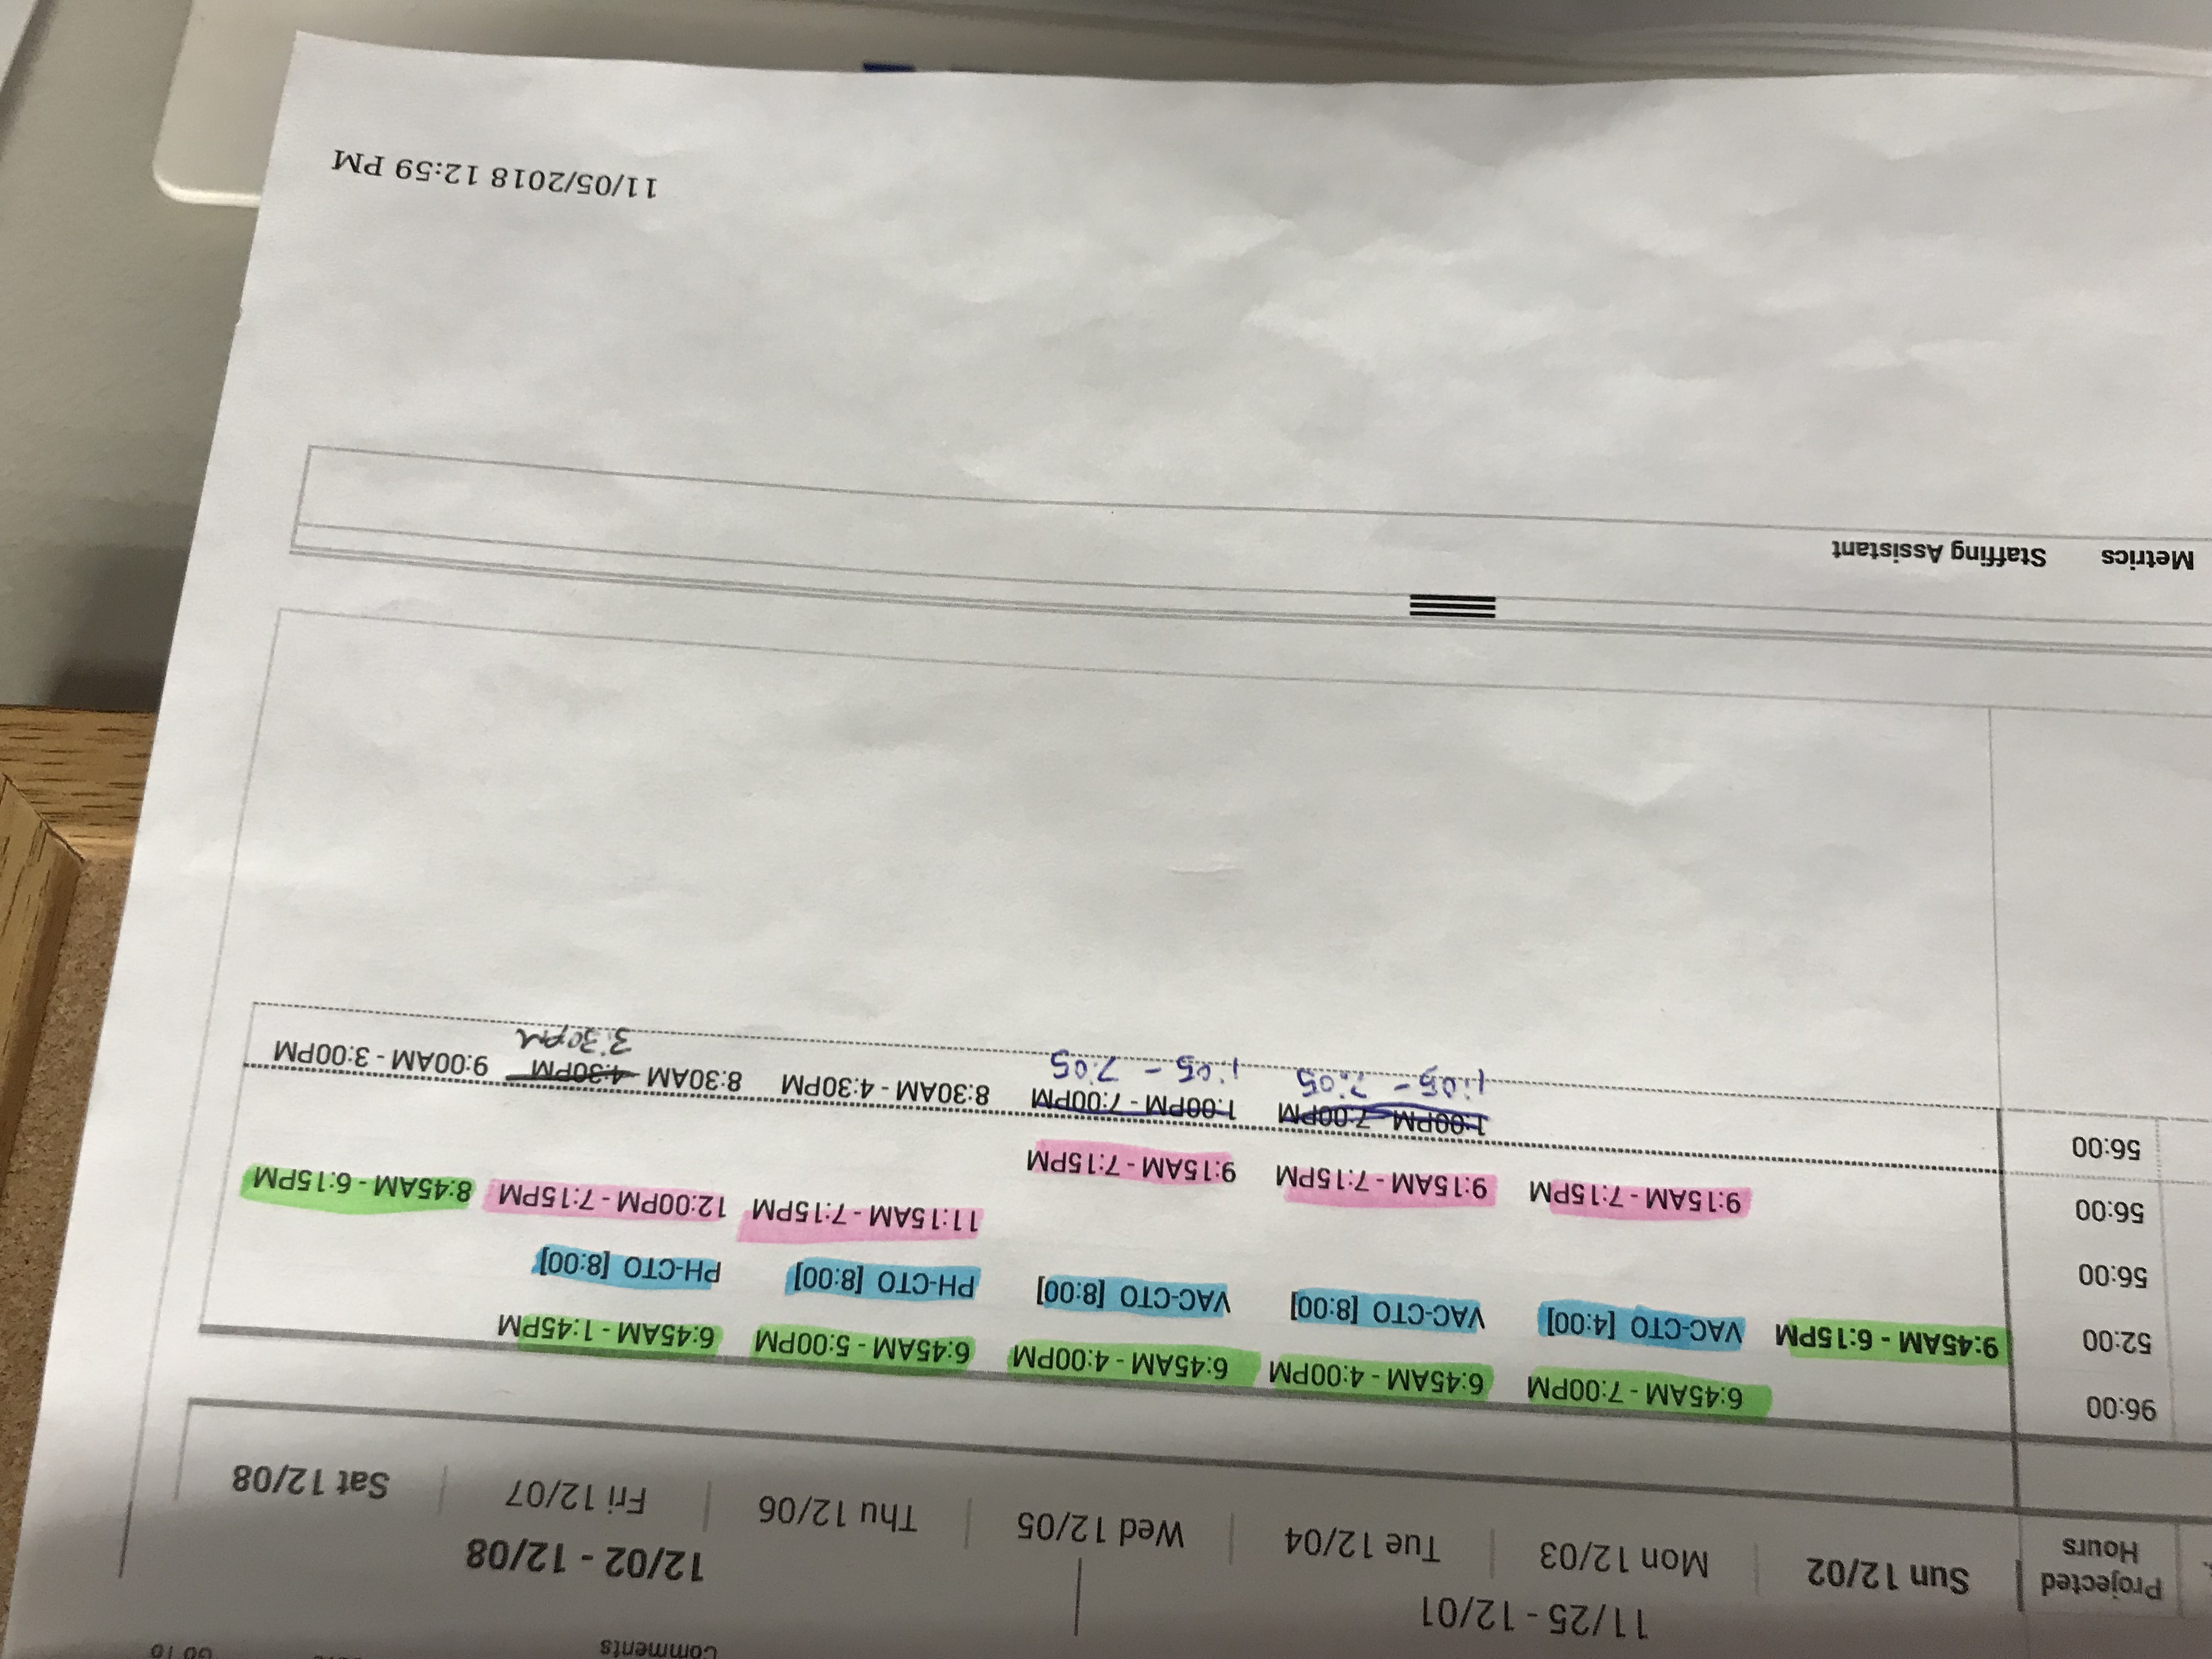 Comments
Go To
11/25 - 12/01
12/02 - 12/08
Projected Hours Sun 12/02 Mon 12/03 Tue 12/04 Wed 12/05 Thu 12/06 Fri 12/07 Sat 12/08
96:00 6:45AM - 7:00PM 6:45AM - 4:00PM 6:45AM - 4:00PM 6:45AM - 5:00PM 6:45AM - 1:45PM
52:00 9:45AM - 6:15PM VAC-CTO [4:00] VAC-CTO [8:00] VAC-CTO [8:00] PH-CTO [8:00] PH-CTO [8:00]
56:00 11:15AM - 7:15PM 12:00PM - 7:15PM 8:45AM - 6:15PM
56:00 9:15AM - 7:15PM 9:15AM - 7:15PM 9:15AM - 7:15PM
56:00 1:00PM - 7:00PM 1:00PM - 7:00PM 8:30AM - 4:30PM 8:30AM - 4:30PM 9:00AM - 3:00PM
1:05 - 7:05 1:05 - 7:05 3:30PM
Metrics Staffing Assistant
11/05/2018 12:59 PM